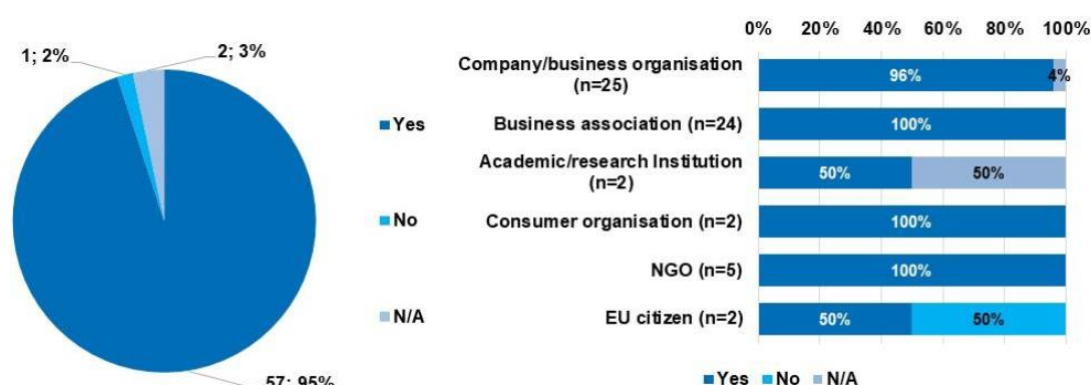 1; 2%
2; 3%
57; 95%
Yes
No
N/A
0% 20% 40% 60% 80% 100%
Company/business organisation
(n=25)
96%
4%
Business association (n=24)
100%
Academic/research Institution
(n=2)
50%
50%
Consumer organisation (n=2)
100%
NGO (n=5)
100%
EU citizen (n=2)
50%
50%
Yes No N/A